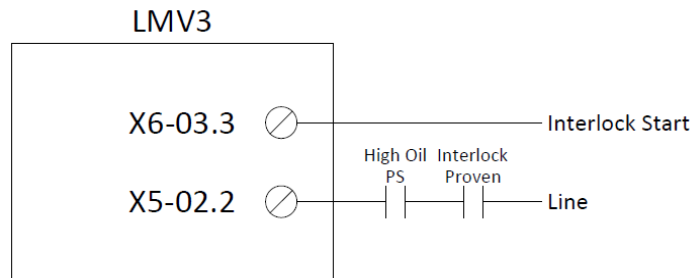 LMV3
X6-03.3
Interlock Start
High Oil Interlock
PS Proven
X5-02.2
Line